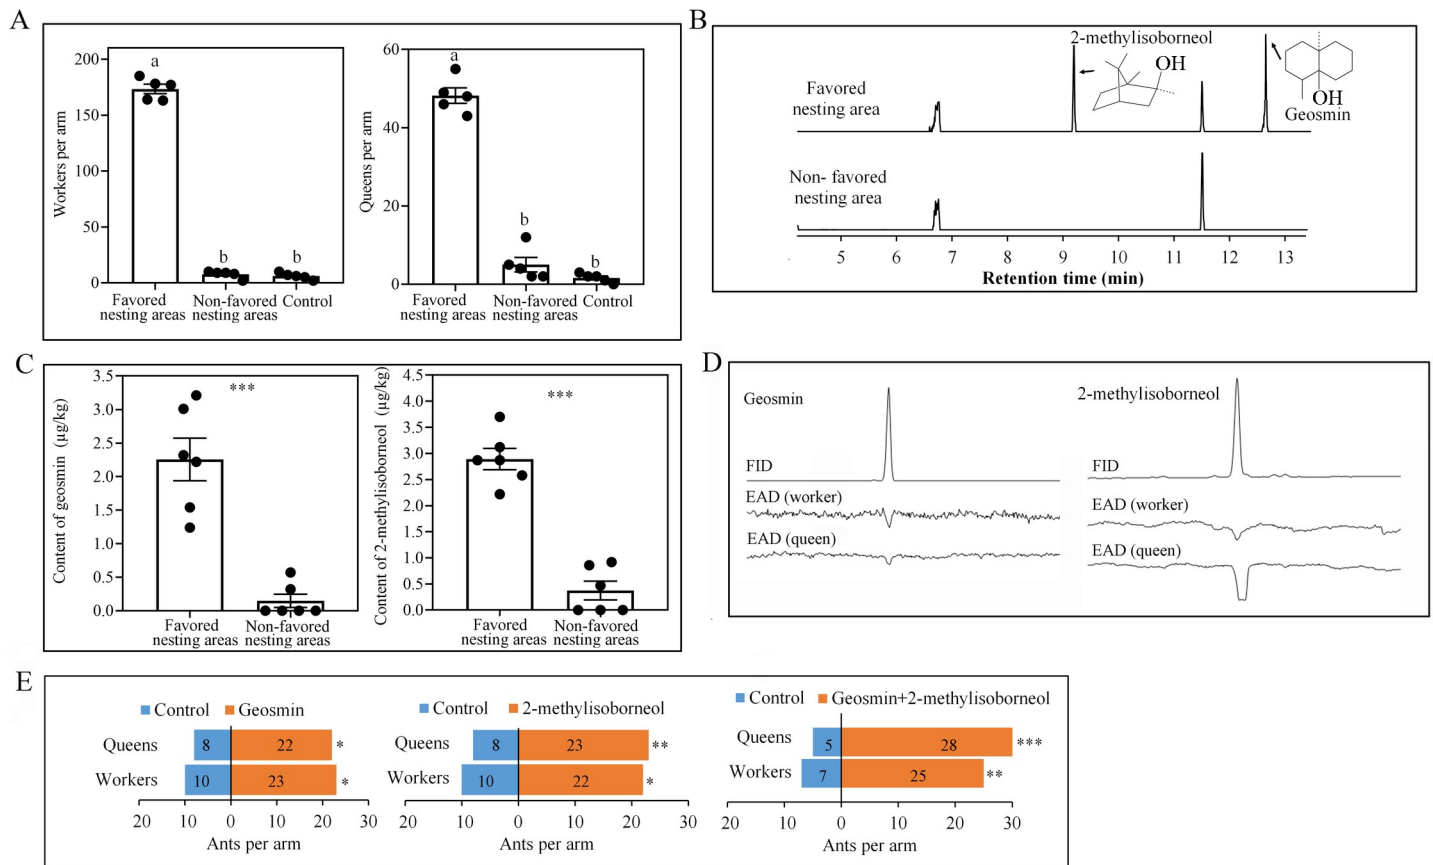 A
Workers per arm
200
150
100
50
0
a
b
b
Favored
nesting areas
Non-favored
nesting areas
Control
Queens per arm
60
40
20
0
a
b
b
Favored
nesting areas
Non-favored
nesting areas
Control
B
Favored
nesting area
2-methylisoborneol
OH
OH
Geosmin
Non- favored
nesting area
5 6 7 8 9 10 11 12 13
Retention time (min)
C
Content of geosmin (μg/kg)
3.5
3.0
2.5
2.0
1.5
1.0
0.5
0.0
***
Favored
nesting areas
Non-favored
nesting areas
Content of 2-methylisoborneol (μg/kg)
4.5
4.0
3.5
3.0
2.5
2.0
1.5
1.0
0.5
0.0
***
Favored
nesting areas
Non-favored
nesting areas
D
Geosmin
FID
EAD (worker)
EAD (queen)
2-methylisoborneol
FID
EAD (worker)
EAD (queen)
E
Control Geosmin
Queens 8 22 *
Workers 10 23 *
20 10 0 10 20 30
Ants per arm
Control 2-methylisoborneol
Queens 8 23 **
Workers 10 22 *
20 10 0 10 20 30
Ants per arm
Control Geosmin+2-methylisoborneol
Queens 5 28 ***
Workers 7 25 **
20 10 0 10 20 30
Ants per arm